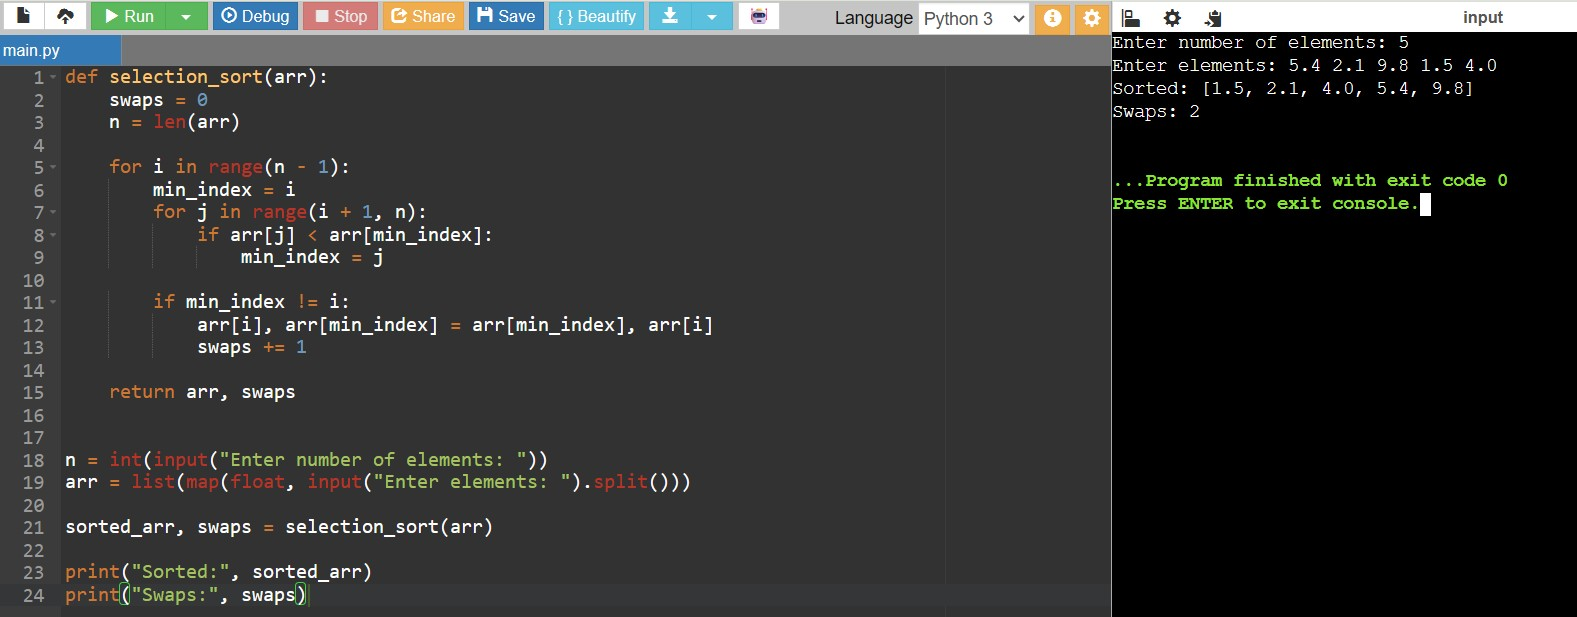 Run Debug Stop Share Save { } Beautify Language Python 3 input
main.py
1 def selection_sort(arr):
2     swaps = 0
3     n = len(arr)
4
5     for i in range(n - 1):
6         min_index = i
7         for j in range(i + 1, n):
8             if arr[j] < arr[min_index]:
9                 min_index = j
10
11         if min_index != i:
12             arr[i], arr[min_index] = arr[min_index], arr[i]
13             swaps += 1
14
15     return arr, swaps
16
17
18 n = int(input("Enter number of elements: "))
19 arr = list(map(float, input("Enter elements: ").split()))
20
21 sorted_arr, swaps = selection_sort(arr)
22
23 print("Sorted:", sorted_arr)
24 print("Swaps:", swaps)
Enter number of elements: 5
Enter elements: 5.4 2.1 9.8 1.5 4.0
Sorted: [1.5, 2.1, 4.0, 5.4, 9.8]
Swaps: 2
...Program finished with exit code 0
Press ENTER to exit console.